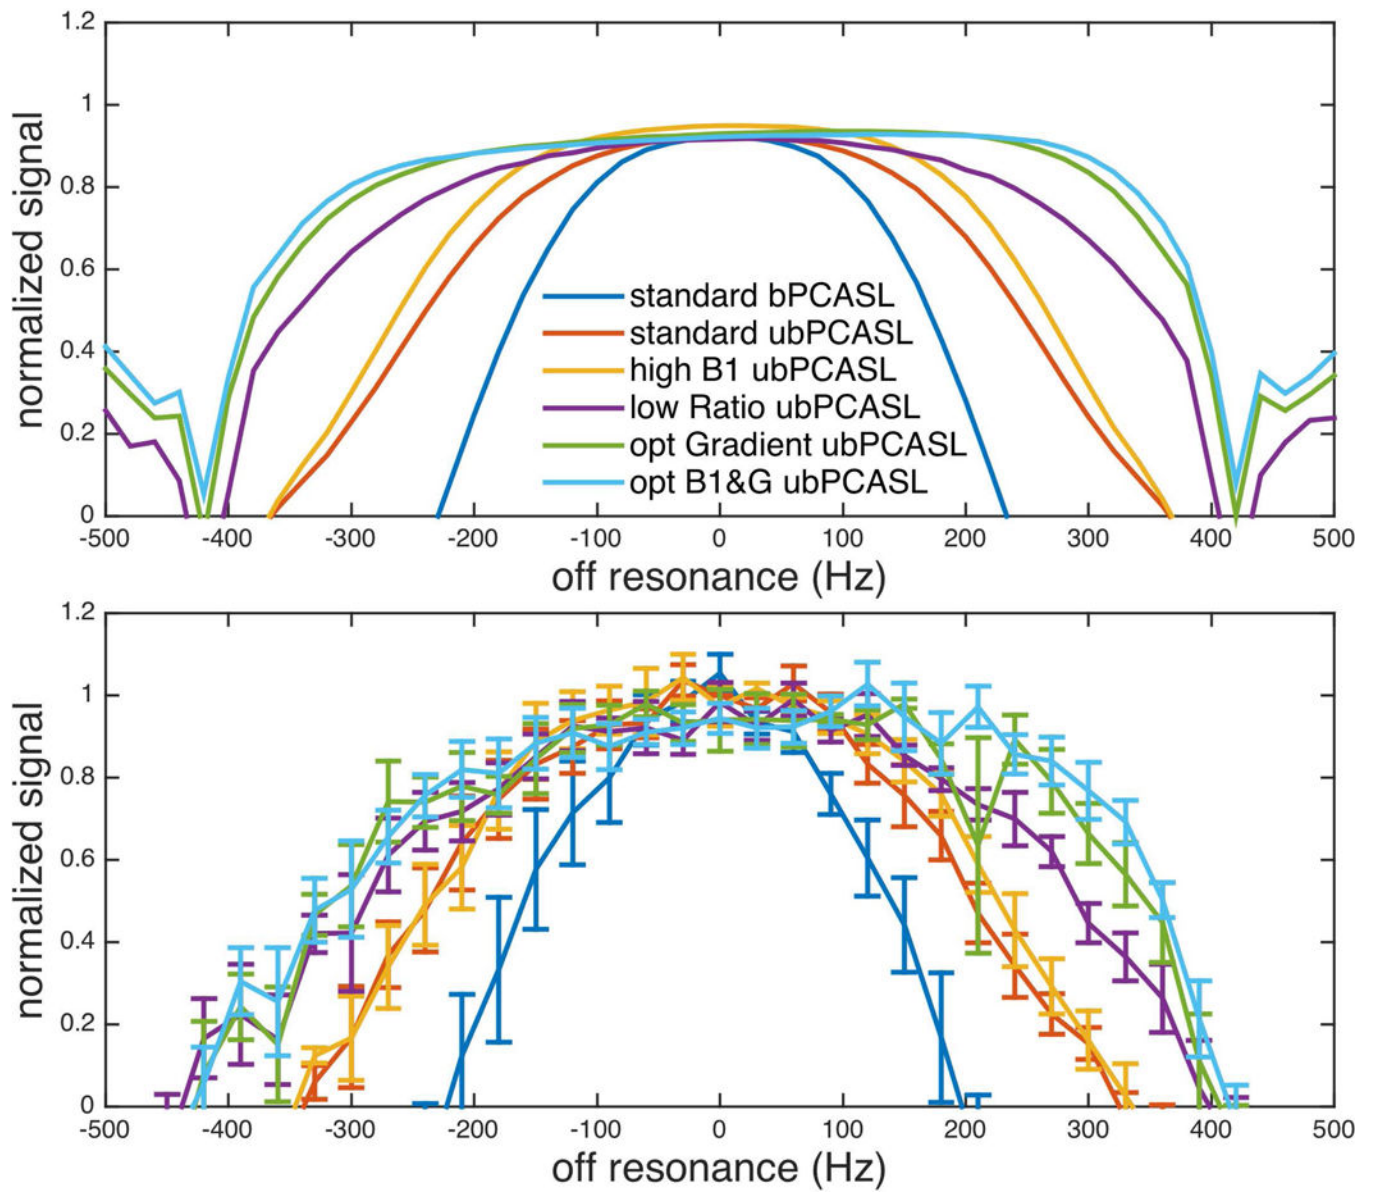 1.2
1
0.8
0.6
0.4
0.2
0
normalized signal
standard bPCASL
standard ubPCASL
high B1 ubPCASL
low Ratio ubPCASL
opt Gradient ubPCASL
opt B1&G ubPCASL
-500 -400 -300 -200 -100 0 100 200 300 400 500
off resonance (Hz)
1.2
1
0.8
0.6
0.4
0.2
0
normalized signal
-500 -400 -300 -200 -100 0 100 200 300 400 500
off resonance (Hz)